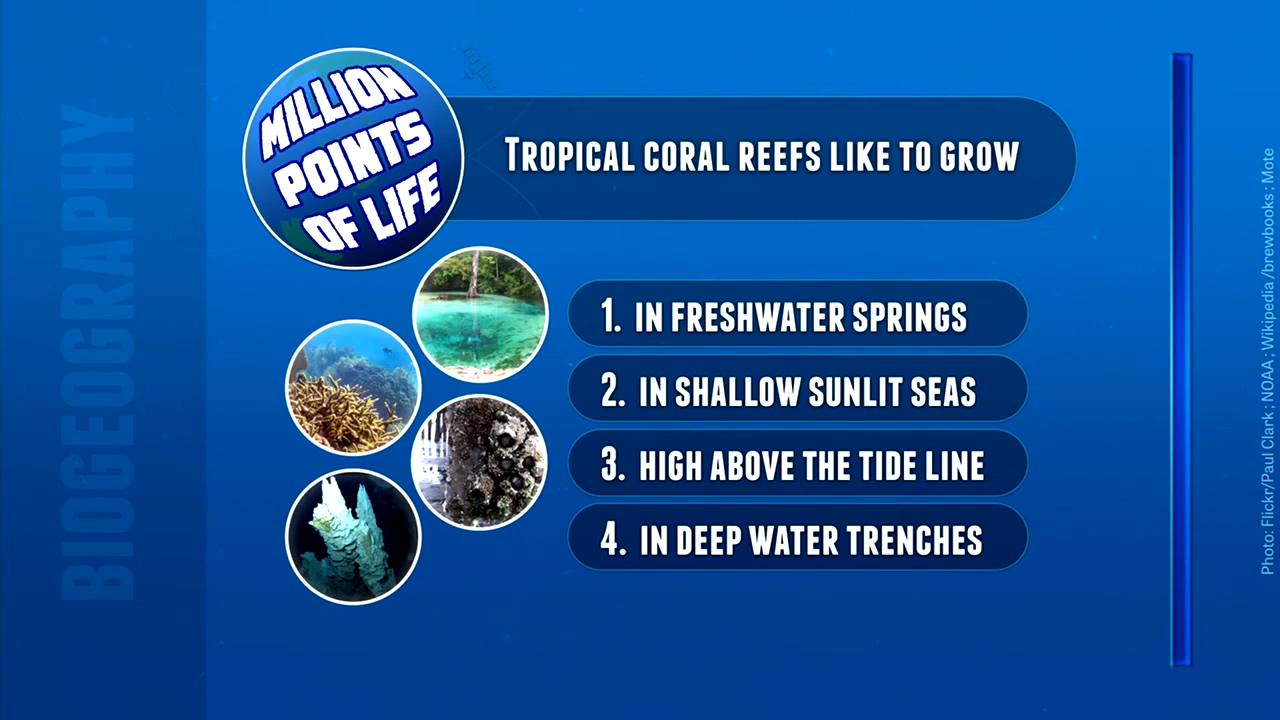 BIOGEOGRAPHY
MILLION
POINTS
OF LIFE
TROPICAL CORAL REEFS LIKE TO GROW
1. IN FRESHWATER SPRINGS
2. IN SHALLOW SUNLIT SEAS
3. HIGH ABOVE THE TIDE LINE
4. IN DEEP WATER TRENCHES
Photo: Flickr/Paul Clark; NOAA; Wikipedia /brewbooks; Mote